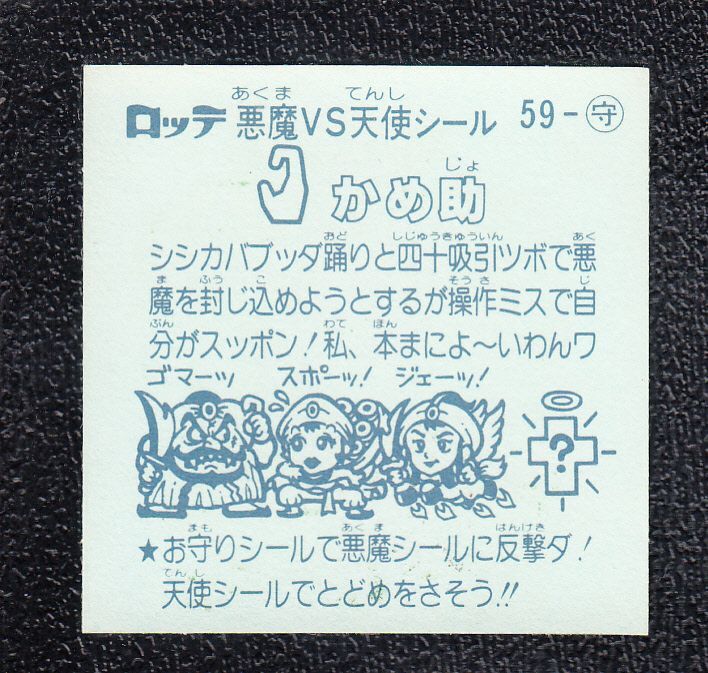 ロッテ 悪魔VS天使シール 59-守
かめ助
シシカバブッダ踊りと四十吸引ツボで悪
魔を封じ込めようとするが操作ミスで自
分がスッポン!私、本まによ〜いわんワ
ゴマーッ スポーッ! ジェーッ!
?
★お守りシールで悪魔シールに反撃ダ!
天使シールでとどめをさそう!!